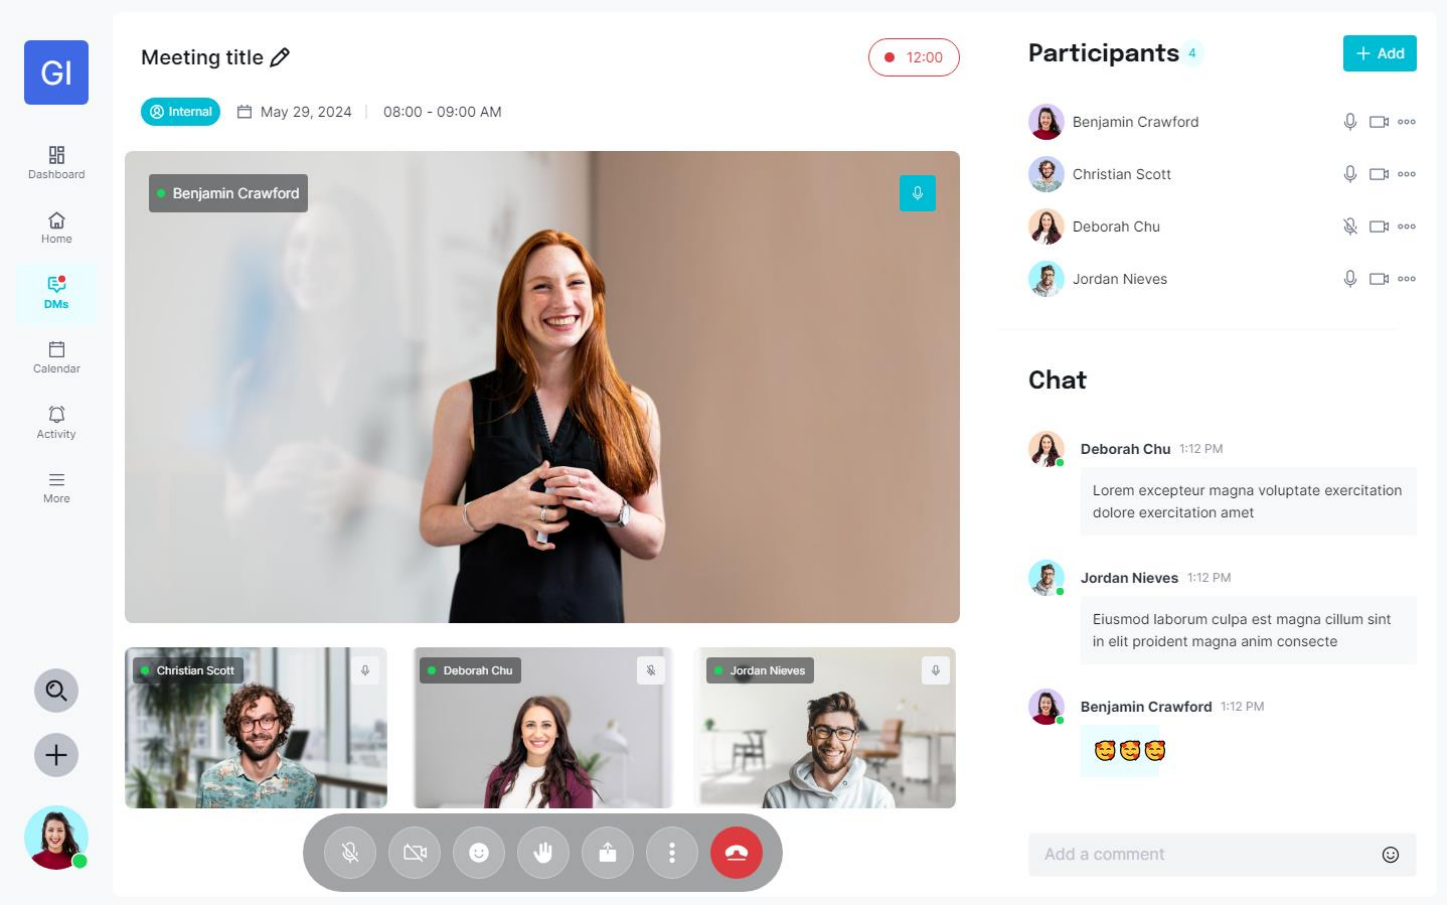 GI
Dashboard
Home
DMs
Calendar
Activity
More
Meeting title
12:00
Internal
May 29, 2024
08:00 - 09:00 AM
Benjamin Crawford
Christian Scott
Deborah Chu
Jordan Nieves
Participants 4
+ Add
Benjamin Crawford
Christian Scott
Deborah Chu
Jordan Nieves
Chat
Deborah Chu 1:12 PM
Lorem excepteur magna voluptate exercitation
dolore exercitation amet
Jordan Nieves 1:12 PM
Eiusmod laborum culpa est magna cillum sint
in elit proident magna anim consecte
Benjamin Crawford 1:12 PM
🥰🥰🥰
Add a comment